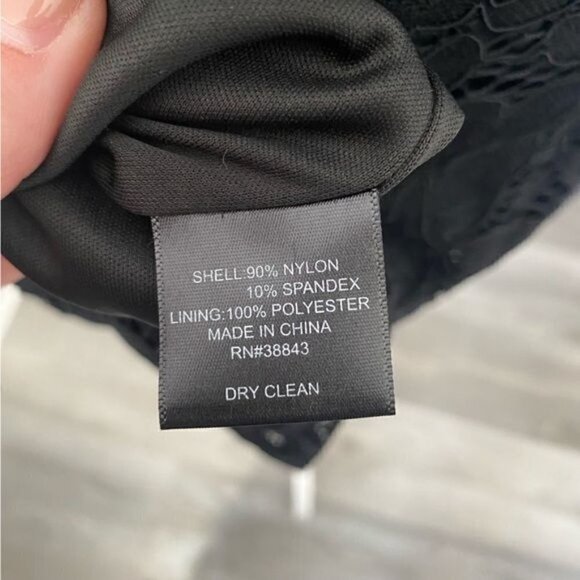 SHELL:90% NYLON
10% SPANDEX
LINING:100% POLYESTER
MADE IN CHINA
RN#38843
DRY CLEAN